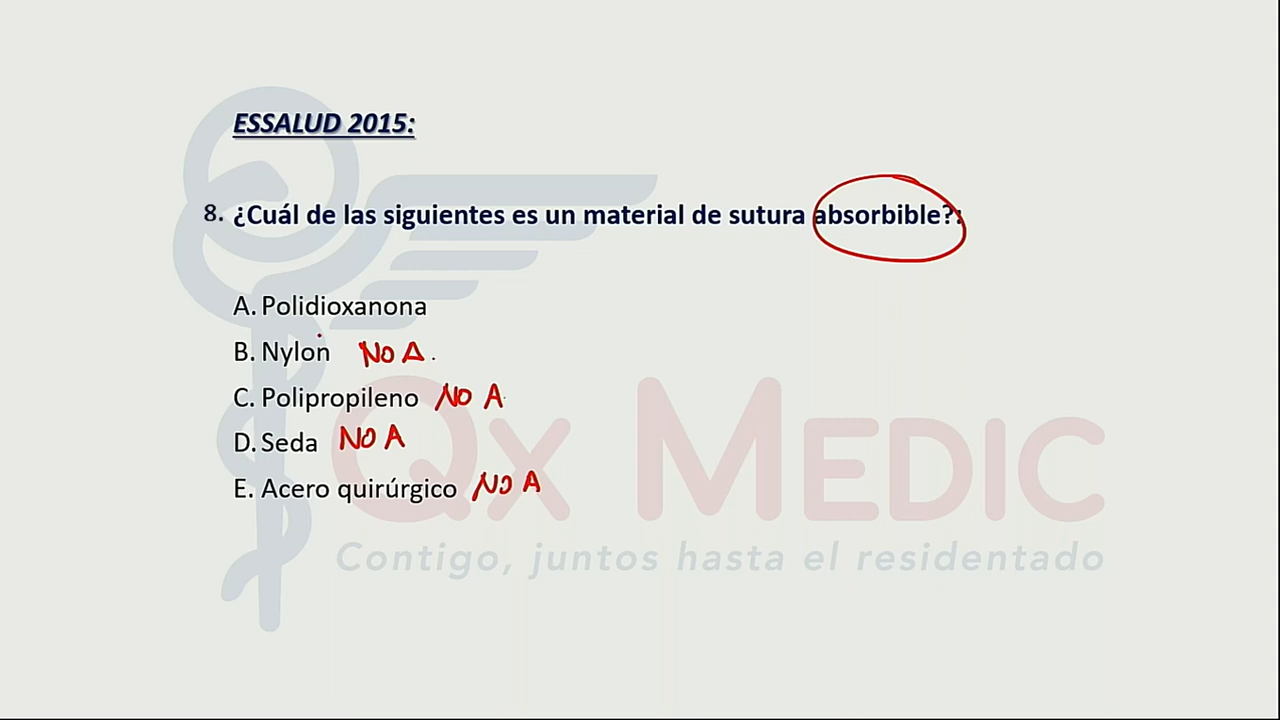 ESSALUD 2015:
8. ¿Cuál de las siguientes es un material de sutura absorbible?:
A. Polidioxanona
B. Nylon NO A.
C. Polipropileno NO A
D. Seda NO A
E. Acero quirúrgico NO A
QX MEDIC
Contigo, juntos hasta el residentado